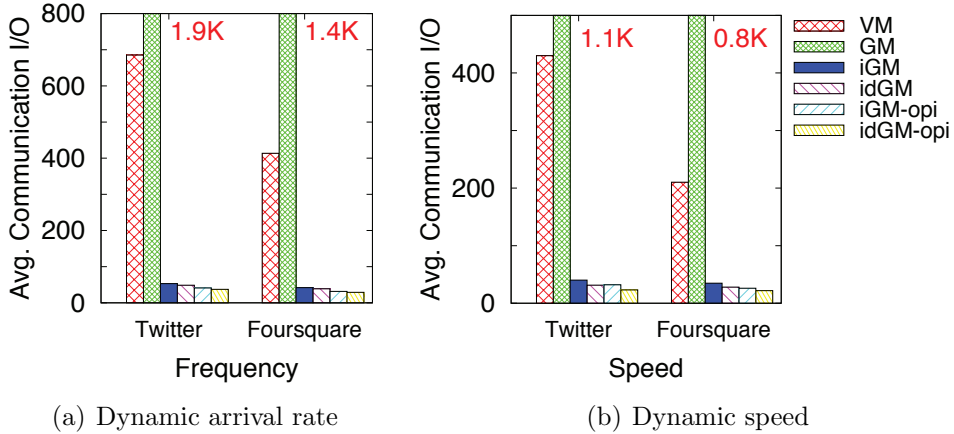 800
600
400
200
0
Avg. Communication I/O
1.9K
1.4K
Twitter
Foursquare
Frequency
(a) Dynamic arrival rate
400
200
0
Avg. Communication I/O
1.1K
0.8K
Twitter
Foursquare
Speed
(b) Dynamic speed
VM
GM
iGM
idGM
iGM-opi
idGM-opi